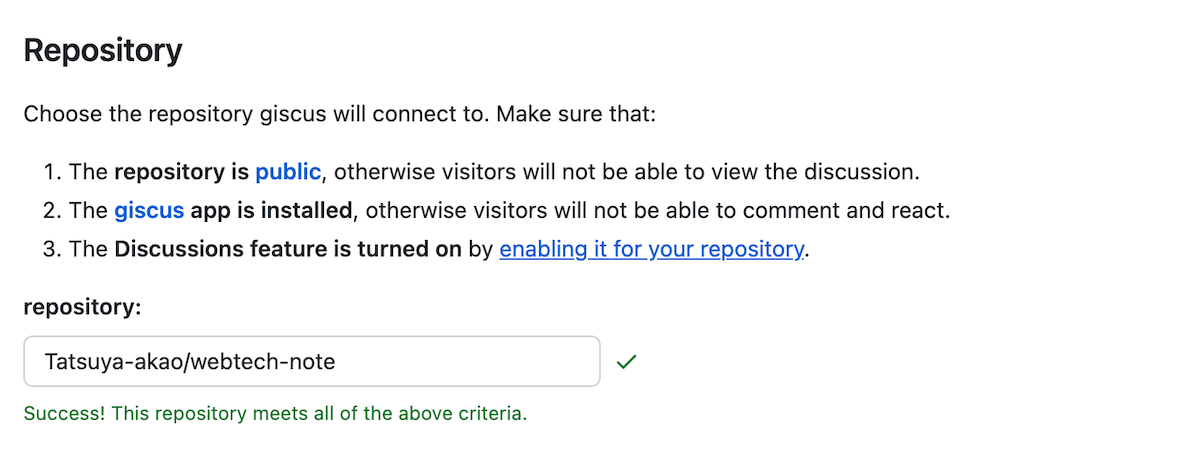 Repository
Choose the repository giscus will connect to. Make sure that:
1. The repository is public, otherwise visitors will not be able to view the discussion.
2. The giscus app is installed, otherwise visitors will not be able to comment and react.
3. The Discussions feature is turned on by enabling it for your repository.
repository:
Tatsuya-akao/webtech-note
Success! This repository meets all of the above criteria.